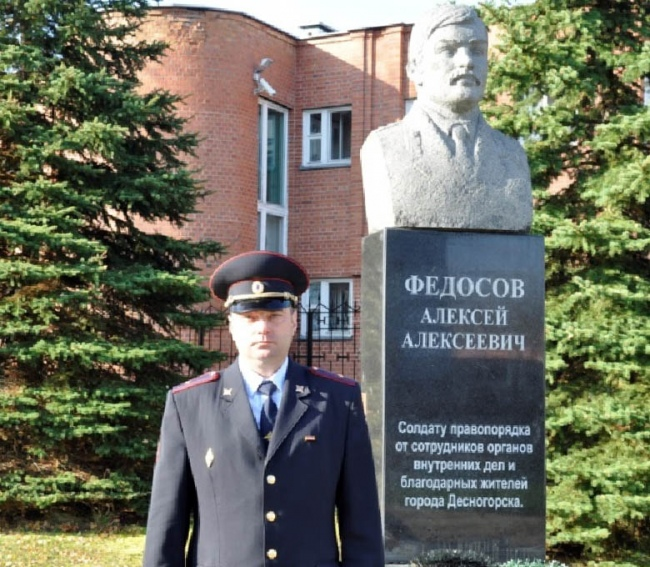 ФЕДОСОВ
АЛЕКСЕЙ
АЛЕКСЕЕВИЧ
Солдату правопорядка
от сотрудников органов
внутренних дел и
благодарных жителей
города Десногорска.